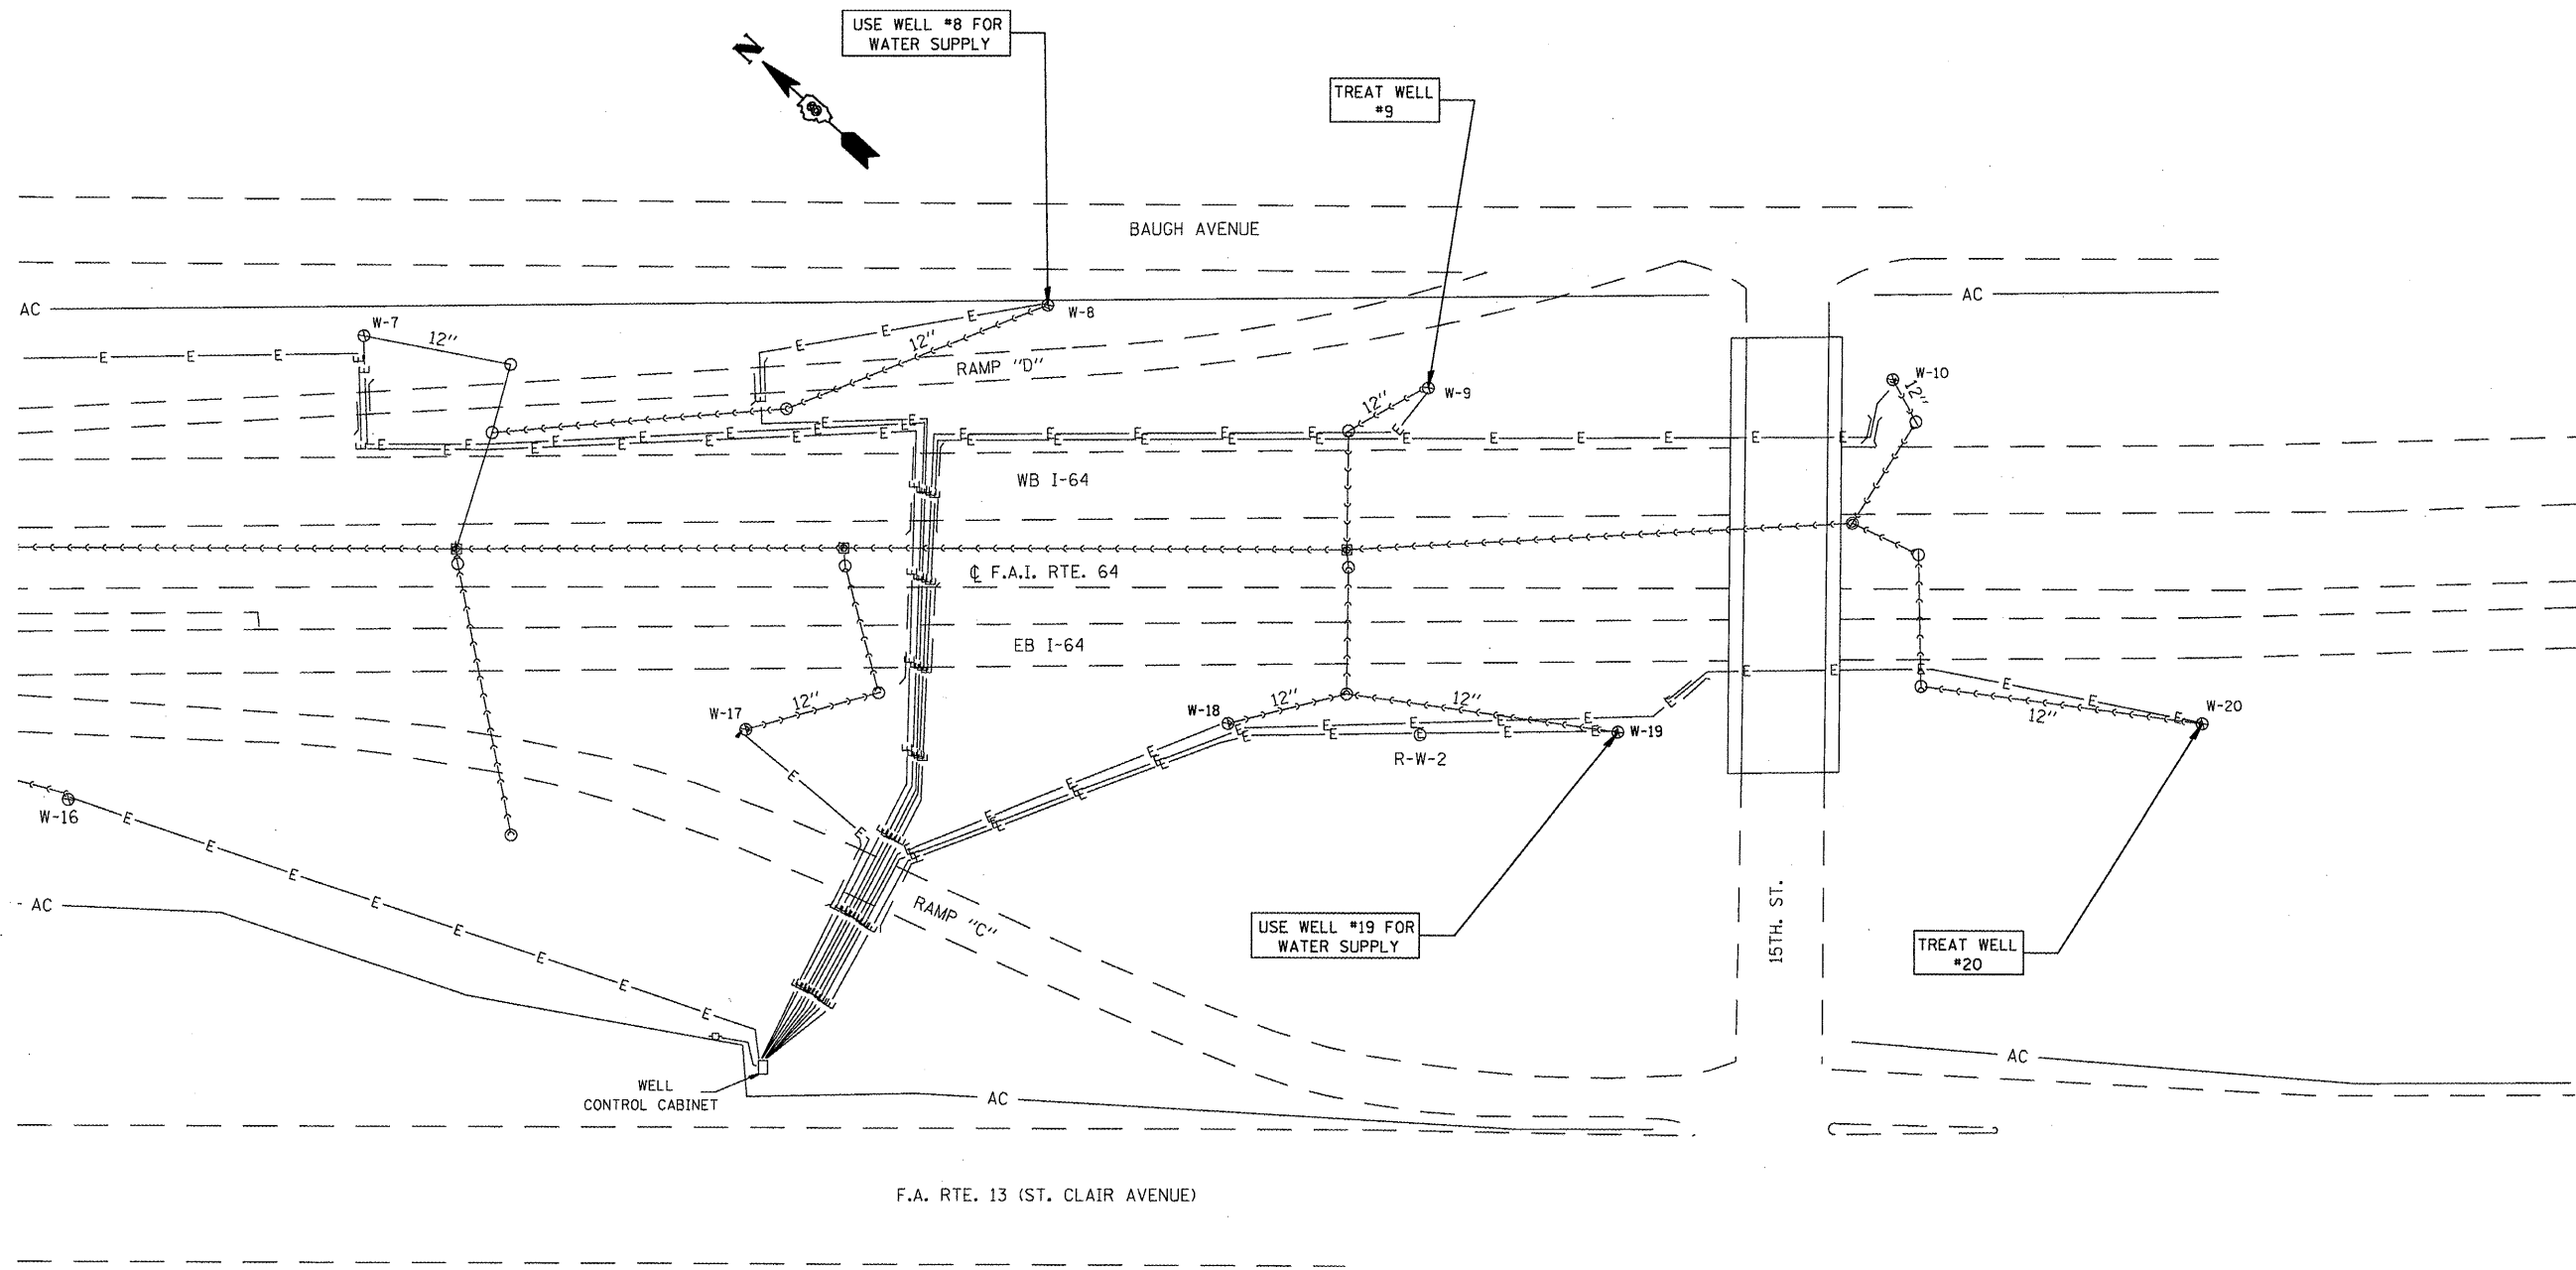 USE WELL #8 FOR
WATER SUPPLY
N
TREAT WELL
#9
BAUGH AVENUE
AC
AC
W-7
12"
W-8
12"
RAMP "D"
E E E
W-9
12"
W-10
12"
WB I-64
℄ F.A.I. RTE. 64
EB I-64
W-17
12"
W-18
12"
12"
W-19
R-W-2
W-20
12"
W-16
AC
RAMP "C"
USE WELL #19 FOR
WATER SUPPLY
15TH. ST.
TREAT WELL
#20
WELL
CONTROL CABINET
AC
AC
F.A. RTE. 13 (ST. CLAIR AVENUE)